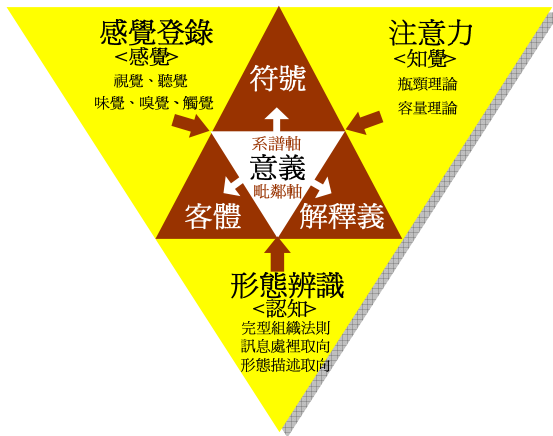 感覺登錄
<感覺>
視覺、聽覺
味覺、嗅覺、觸覺
注意力
<知覺>
瓶頸理論
容量理論
符號
系譜軸
意義
毗鄰軸
客體
解釋義
形態辨識
<認知>
完型組織法則
訊息處裡取向
形態描述取向